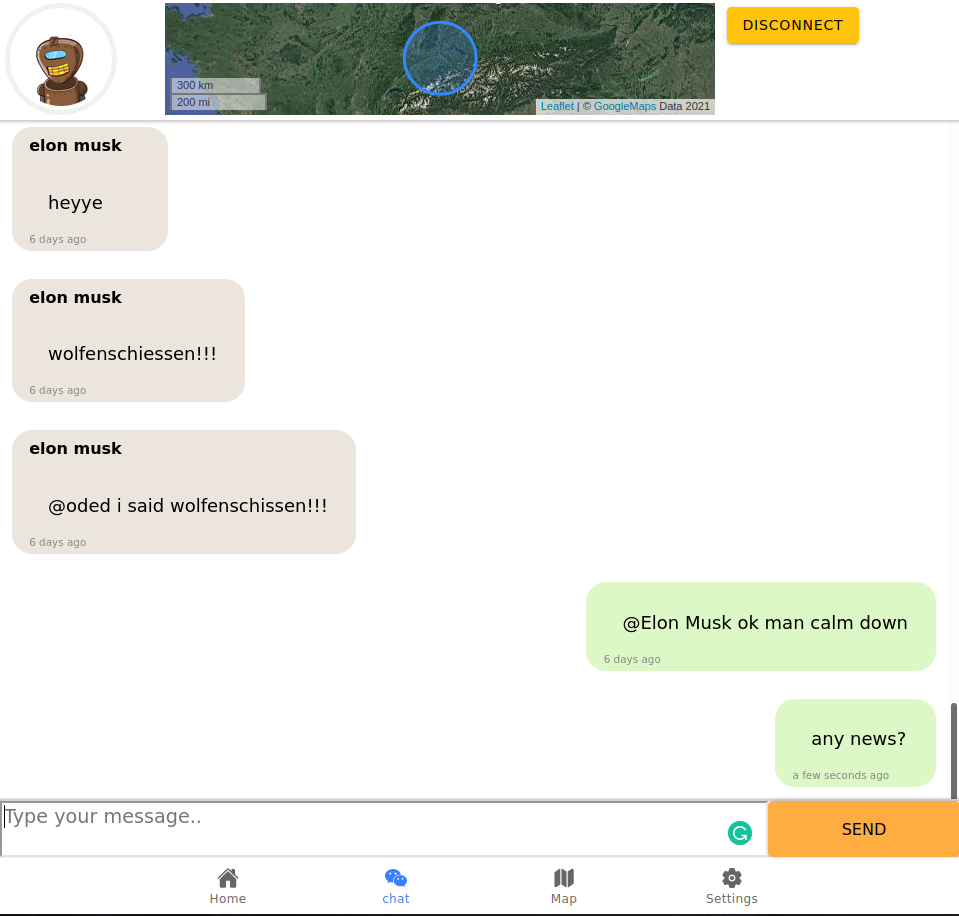 300 km
200 mi
Leaflet | © GoogleMaps Data 2021
DISCONNECT
elon musk
heyye
6 days ago
elon musk
wolfenschiessen!!!
6 days ago
elon musk
@oded i said wolfenschissen!!!
6 days ago
@Elon Musk ok man calm down
6 days ago
any news?
a few seconds ago
Type your message..
SEND
Home
chat
Map
Settings